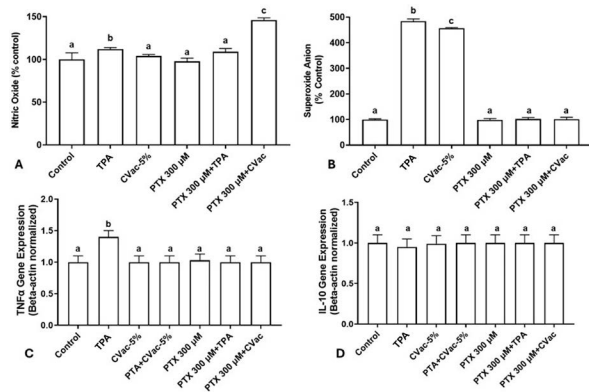 Nitric Oxide (% control)
150
100
50
0
a
b
a
a
a
c
A
Control
TPA
CVac-5%
PTX 300 µM
PTX 300 µM+TPA
PTX 300 µM+CVac
Superoxide Anion
(% Control)
500
400
300
200
100
0
a
b
c
a
a
a
B
Control
TPA
CVac-5%
PTX 300 µM
PTX 300 µM+TPA
PTX 300 µM+CVac
TNFα Gene Expression
(Beta-actin normalized)
2.0
1.5
1.0
0.5
0.0
a
b
a
a
a
a
a
C
Control
TPA
CVac-5%
PTA+CVac-5%
PTX 300 µM
PTX 300 µM+TPA
PTX 300 µM+CVac
IL-10 Gene Expression
(Beta-actin normalized)
1.5
1.0
0.5
0.0
a
a
a
a
a
a
a
D
Control
TPA
CVac-5%
PTA+CVac-5%
PTX 300 µM
PTX 300 µM+TPA
PTX 300 µM+CVac